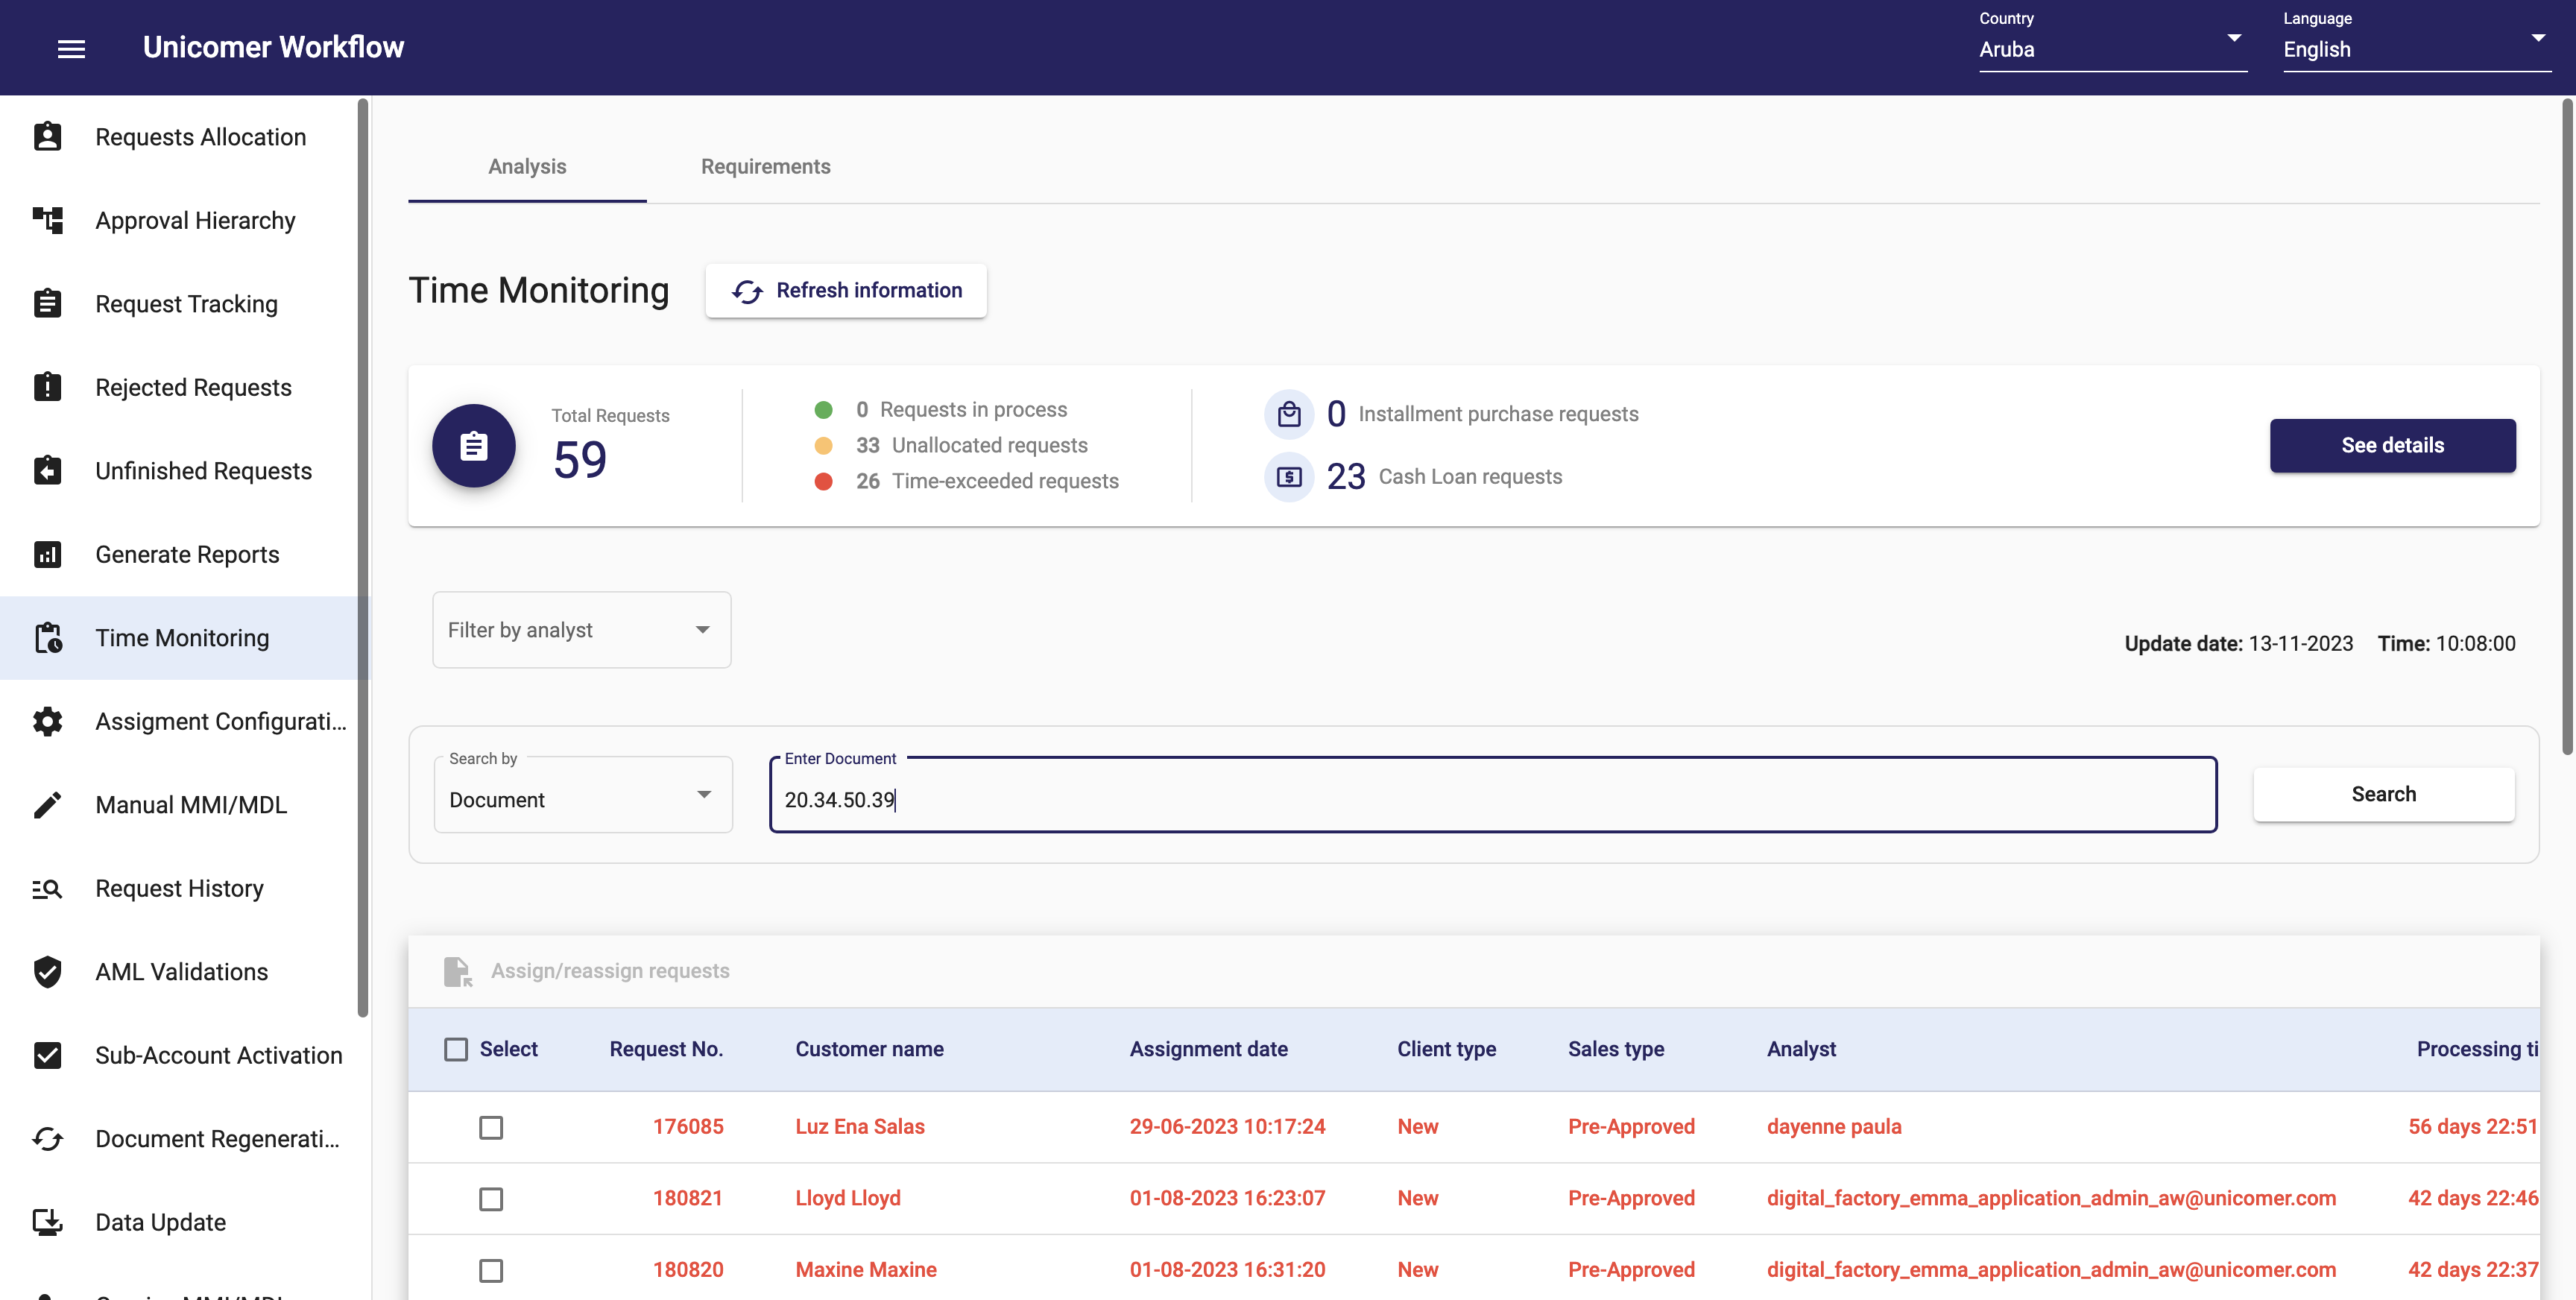 Unicomer Workflow
Country
Aruba
Language
English
Requests Allocation
Approval Hierarchy
Request Tracking
Rejected Requests
Unfinished Requests
Generate Reports
Time Monitoring
Assigment Configurati...
Manual MMI/MDL
Request History
AML Validations
Sub-Account Activation
Document Regenerati...
Data Update
Analysis
Requirements
Time Monitoring
Refresh information
Total Requests
59
0 Requests in process
33 Unallocated requests
26 Time-exceeded requests
0 Installment purchase requests
23 Cash Loan requests
See details
Filter by analyst
Update date: 13-11-2023 Time: 10:08:00
Search by
Document
Enter Document
20.34.50.39
Search
Assign/reassign requests
Select Request No. Customer name Assignment date Client type Sales type Analyst Processing ti
176085 Luz Ena Salas 29-06-2023 10:17:24 New Pre-Approved dayenne paula 56 days 22:51
180821 Lloyd Lloyd 01-08-2023 16:23:07 New Pre-Approved digital_factory_emma_application_admin_aw@unicomer.com 42 days 22:46
180820 Maxine Maxine 01-08-2023 16:31:20 New Pre-Approved digital_factory_emma_application_admin_aw@unicomer.com 42 days 22:37